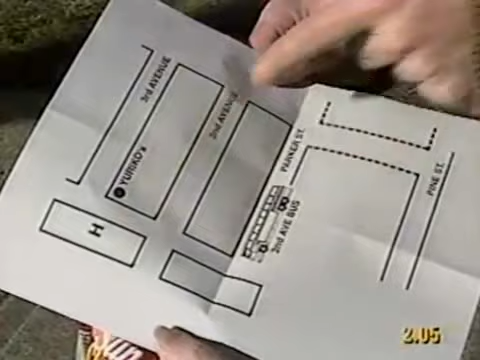 3rd AVENUE
2nd AVENUE
YURIKO's
H
PARKER ST.
2nd AVE BUS
PINE ST.
2.05